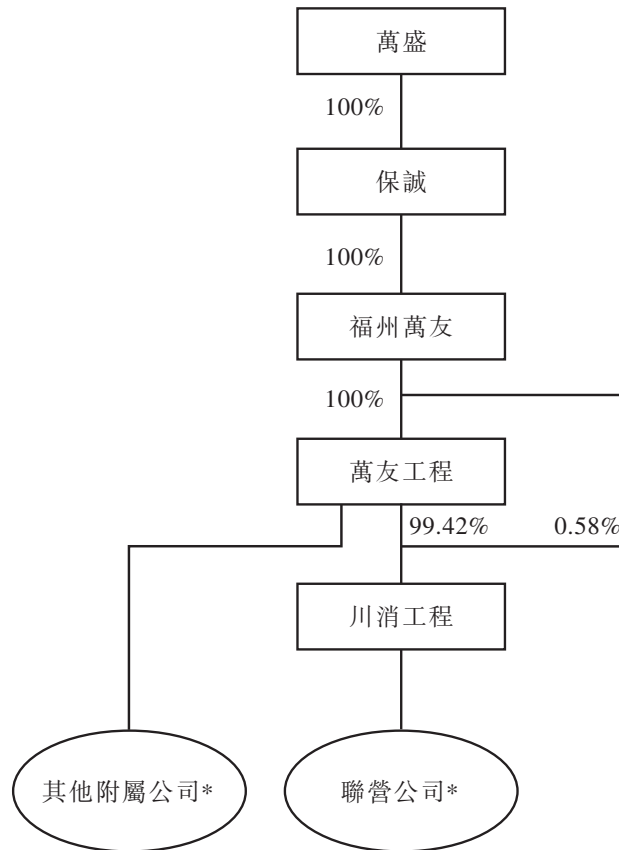 萬盛
100%
保誠
100%
福州萬友
100%
萬友工程
99.42%
0.58%
川消工程
其他附屬公司*
聯營公司*